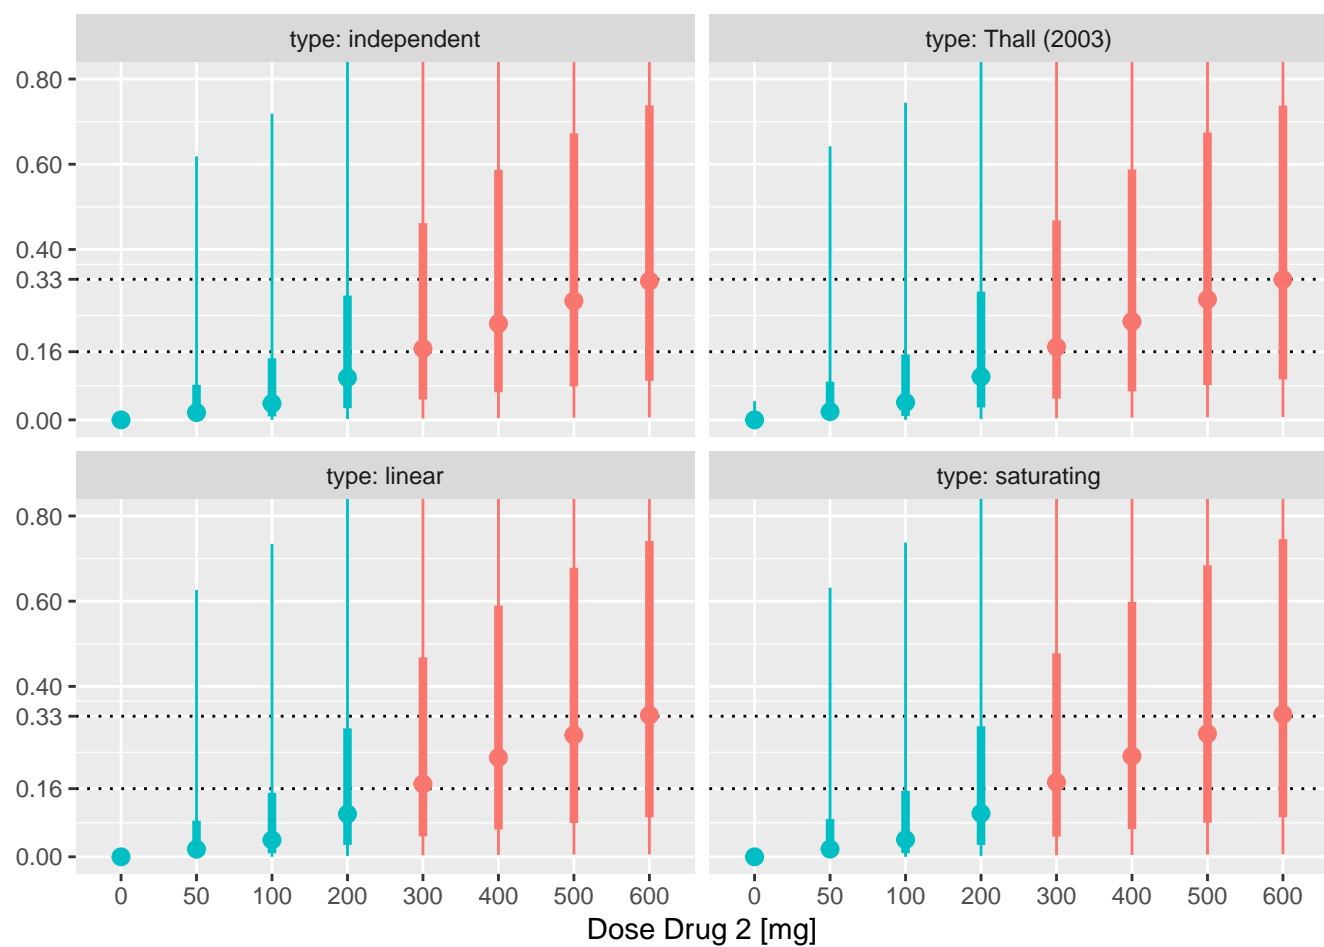 type: independent
type: Thall (2003)
0.80
0.60
0.40
0.33
0.16
0.00
type: linear
type: saturating
0.80
0.60
0.40
0.33
0.16
0.00
0 50 100 200 300 400 500 600
0 50 100 200 300 400 500 600
Dose Drug 2 [mg]